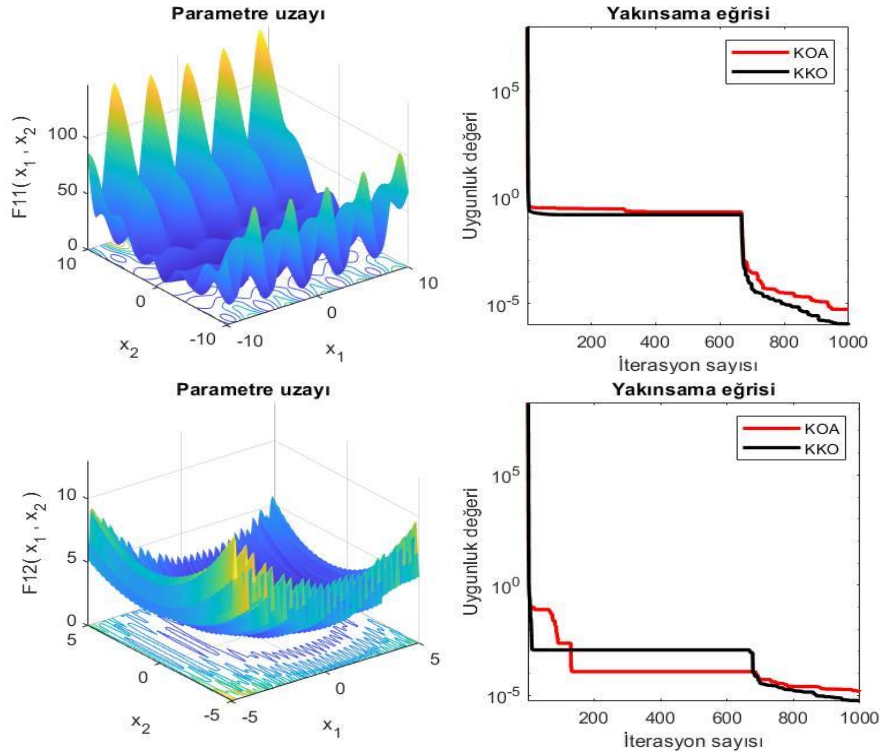 Parametre uzayı
F11( x1 , x2 )
100
50
0
10
0
-10
x2
-10
0
10
x1
Yakınsama eğrisi
KOA
KKO
Uygunluk değeri
10^5
10^0
10^-5
200
400
600
800
1000
İterasyon sayısı
Parametre uzayı
F12( x1 , x2 )
10
5
0
5
0
-5
x2
-5
0
5
x1
Yakınsama eğrisi
KOA
KKO
Uygunluk değeri
10^5
10^0
10^-5
200
400
600
800
1000
İterasyon sayısı